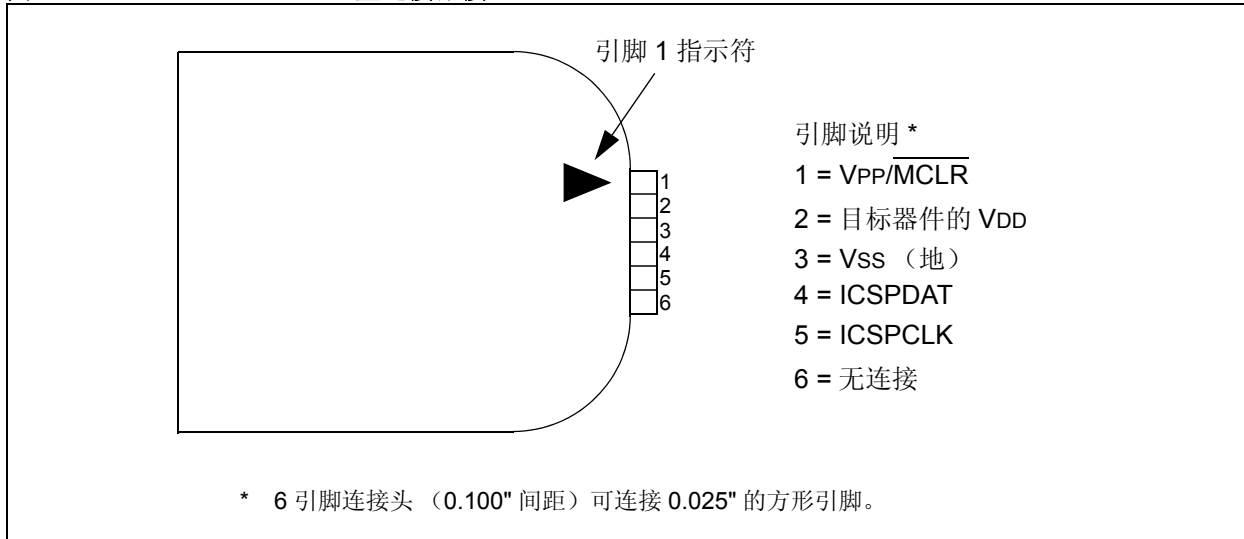 引脚 1 指示符
1
2
3
4
5
6
引脚说明 *
1 = VPP/MCLR
2 = 目标器件的 VDD
3 = VSS （地）
4 = ICSPDAT
5 = ICSPCLK
6 = 无连接
* 6 引脚连接头 （0.100" 间距）可连接 0.025" 的方形引脚。